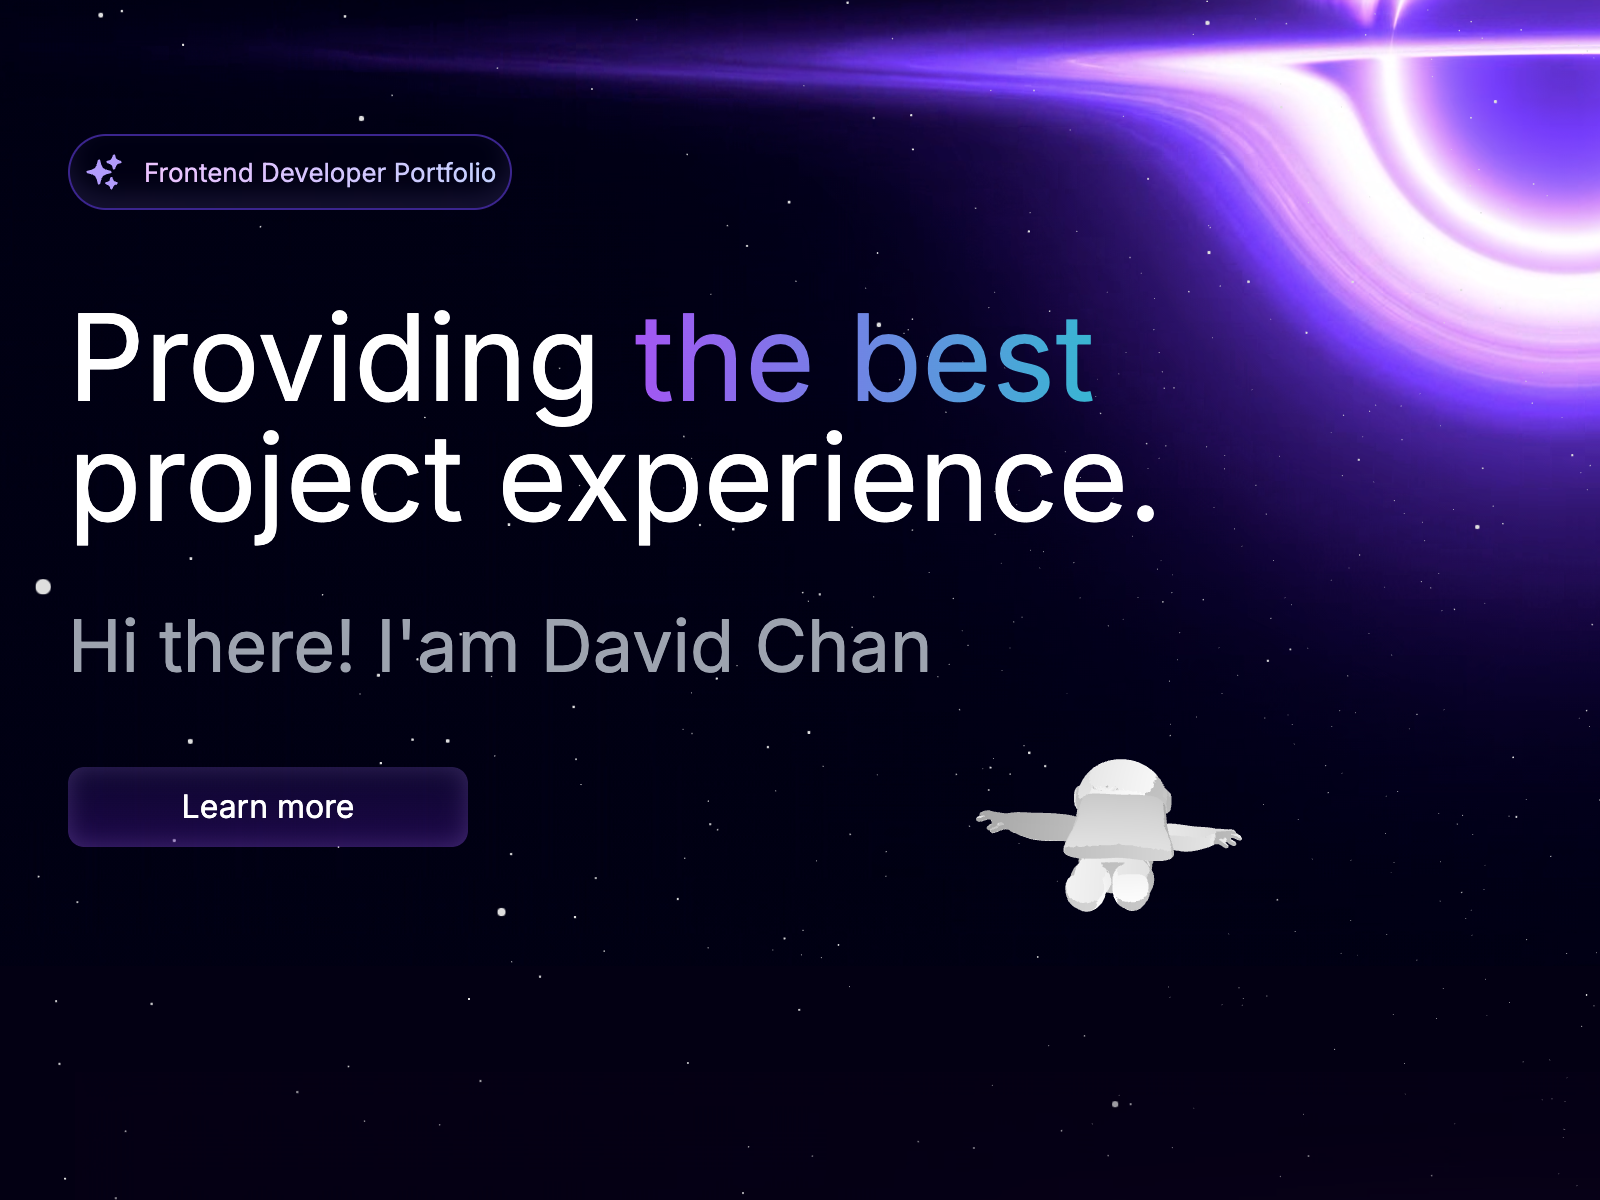 Frontend Developer Portfolio
Providing the best
project experience.
Hi there! I'am David Chan
Learn more